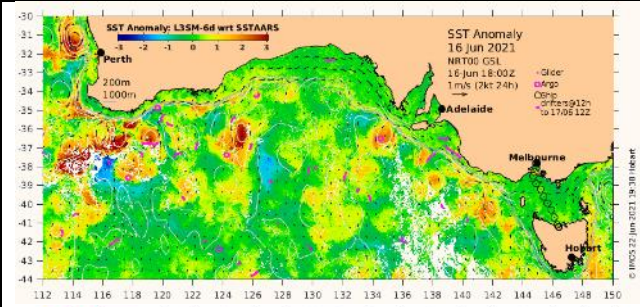 SST Anomaly: L3SM-6d wrt SSTAARS
-3 -2 -1 0 1 2 3
SST Anomaly
16 Jun 2021
NRT00 GSL
16-Jun 18:00Z
1m/s (2kt 24h)
Glider
Argo
Ship
drifters@12h
to 17/06 12Z
Perth
200m
1000m
Adelaide
Melbourne
Hobart
-30
-31
-32
-33
-34
-35
-36
-37
-38
-39
-40
-41
-42
-43
-44
112 114 116 118 120 122 124 126 128 130 132 134 136 138 140 142 144 146 148 150
© IMOS 22 Jun 2021 19:30 Hobart